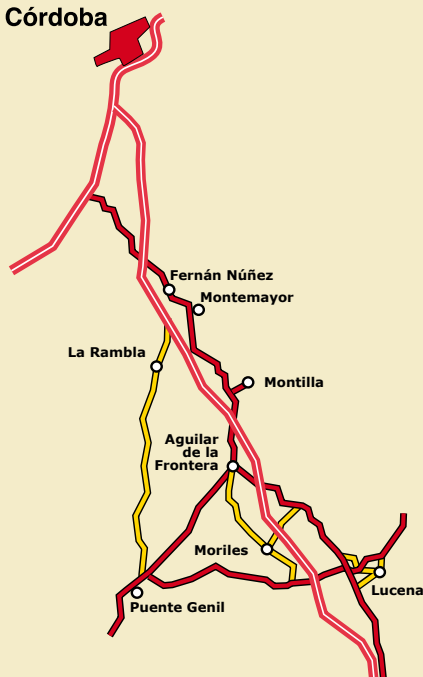 Córdoba
Fernán Núñez
Montemayor
La Rambla
Montilla
Aguilar
de la
Frontera
Moriles
Lucena
Puente Genil